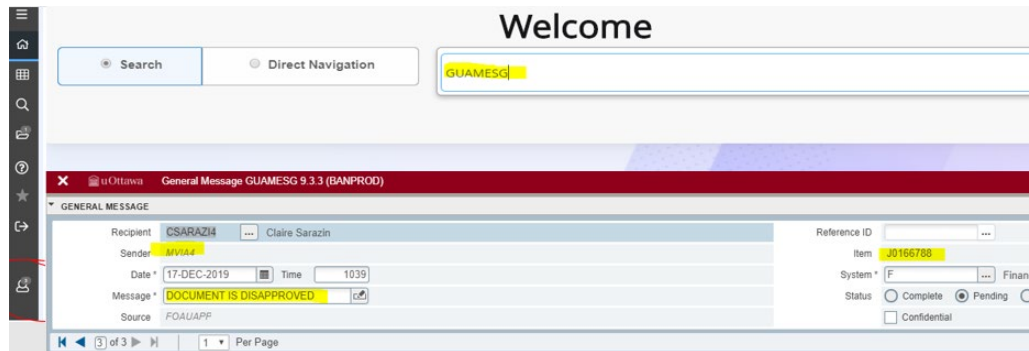 Welcome
Search
Direct Navigation
GUAMESG
uOttawa General Message GUAMESG 9.3.3 (BANPROD)
GENERAL MESSAGE
Recipient CSARAZI4 ... Claire Sarazin Reference ID ...
Sender MVIA4 Item J0166788
Date * 17-DEC-2019 Time 1039 System * F ... Finan
Message * DOCUMENT IS DISAPPROVED Status Complete Pending
Source FOAUAPP Confidential
3 of 3 1 Per Page